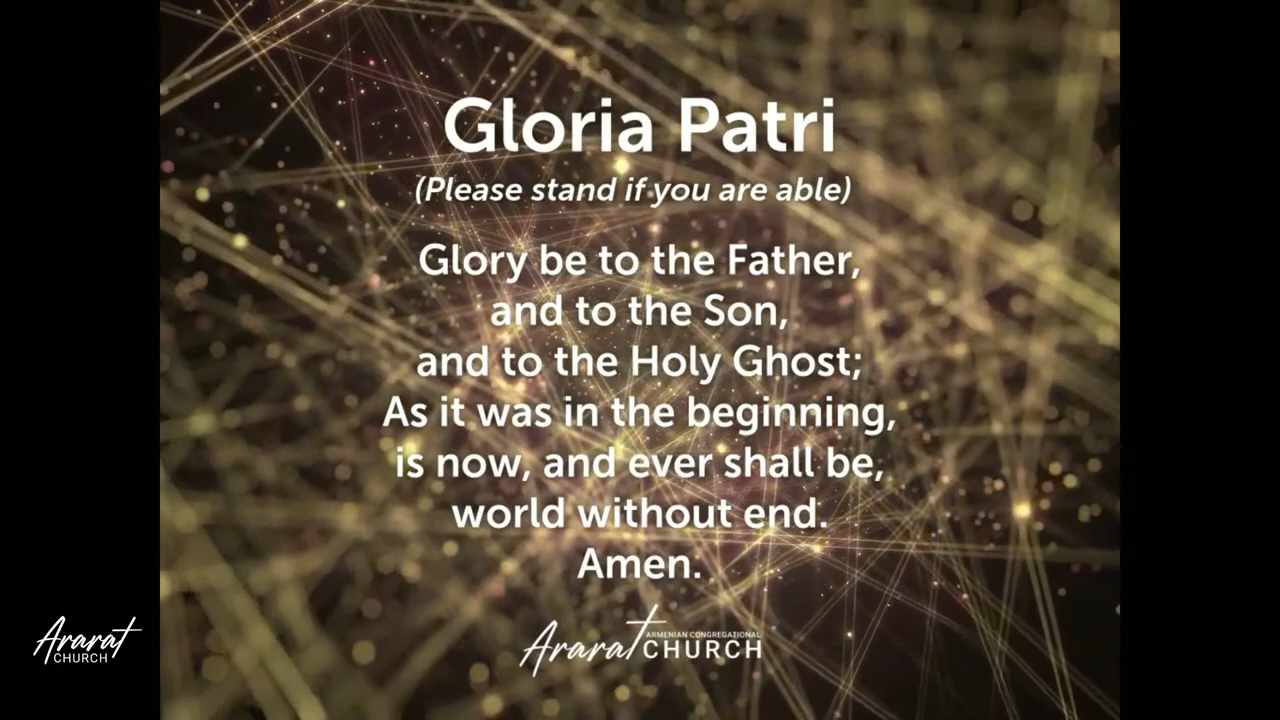 Gloria Patri
(Please stand if you are able)
Glory be to the Father,
and to the Son,
and to the Holy Ghost;
As it was in the beginning,
is now, and ever shall be,
world without end.
Amen.
Ararat ARMENIAN CONGREGATIONAL
CHURCH
Ararat
CHURCH